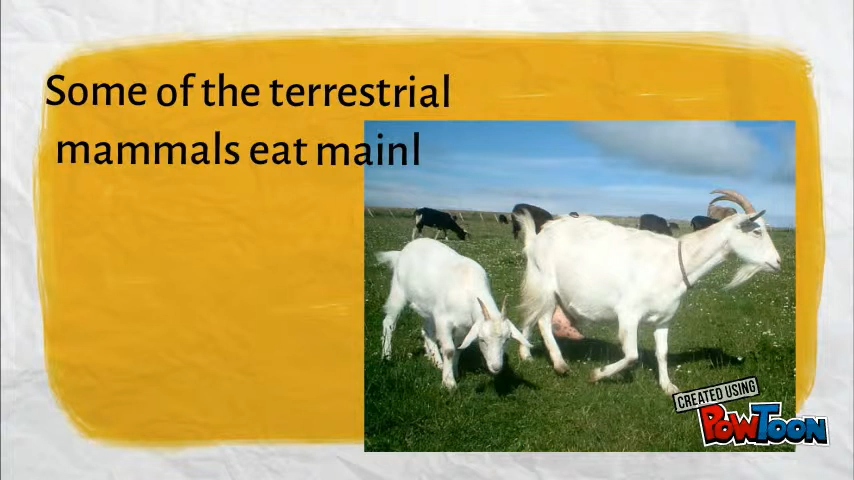 Some of the terrestrial
mammals eat mainl
CREATED USING
POWTOON